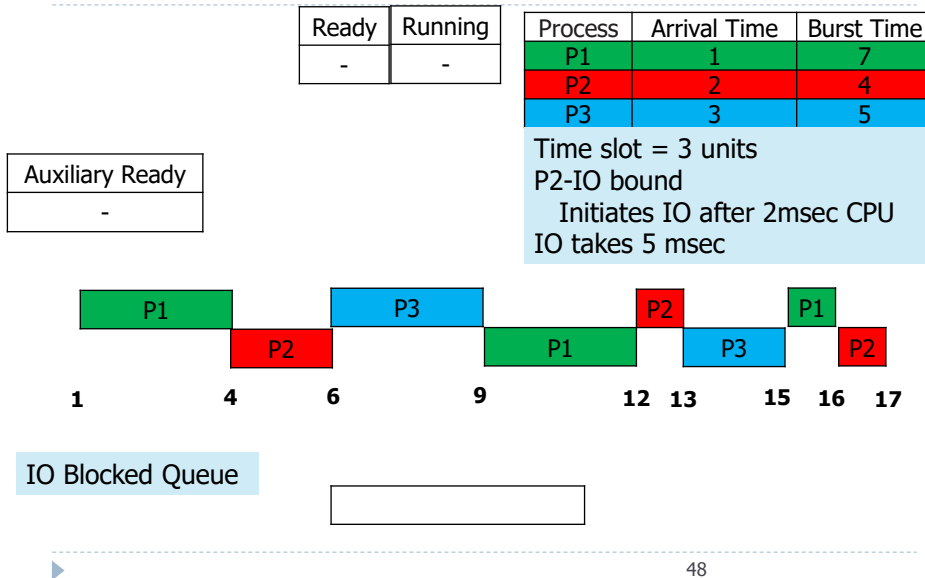 Ready Running
- -
Process Arrival Time Burst Time
P1 1 7
P2 2 4
P3 3 5
Time slot = 3 units
P2-IO bound
Initiates IO after 2msec CPU
IO takes 5 msec
Auxiliary Ready
-
P1 P3 P2 P1
P2 P1 P3 P2
1 4 6 9 12 13 15 16 17
IO Blocked Queue
48